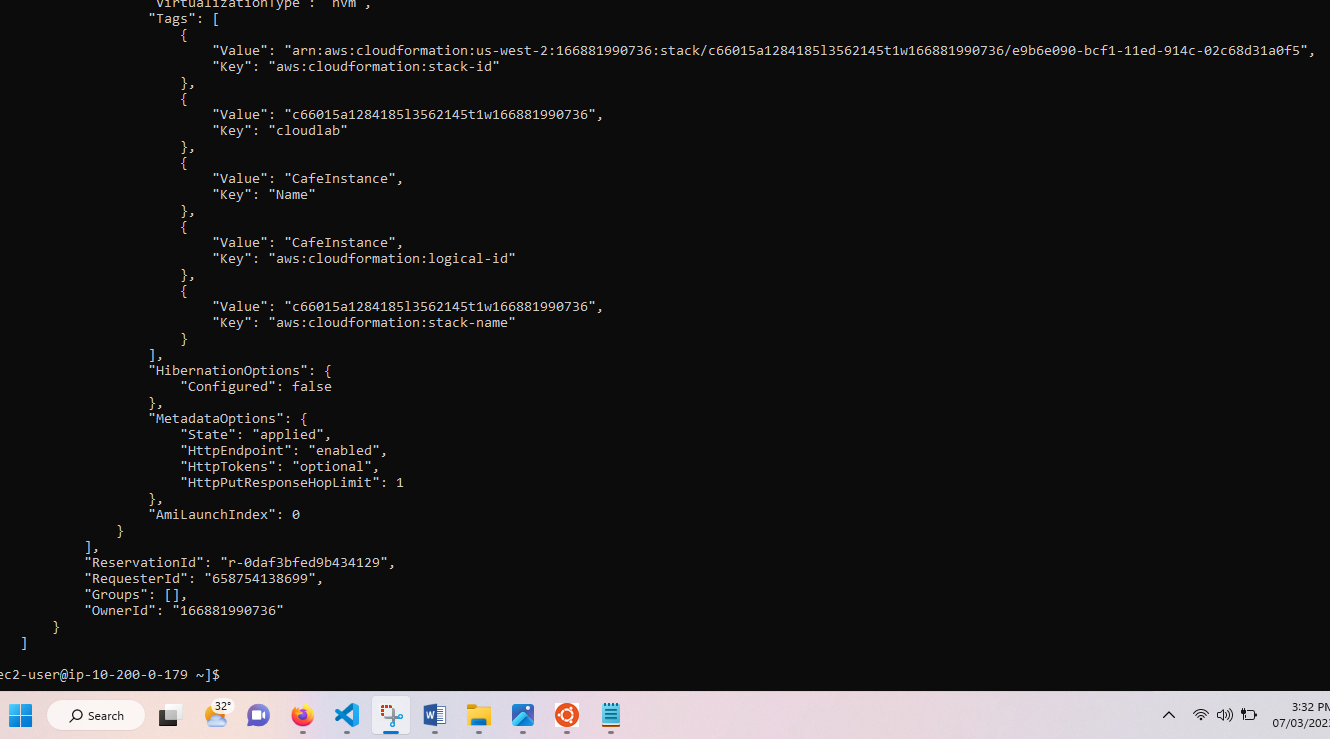 "VirtualizationType": "hvm",
"Tags": [
{
"Value": "arn:aws:cloudformation:us-west-2:166881990736:stack/c66015a1284185l3562145t1w166881990736/e9b6e090-bcf1-11ed-914c-02c68d31a0f5",
"Key": "aws:cloudformation:stack-id"
},
{
"Value": "c66015a1284185l3562145t1w166881990736",
"Key": "cloudlab"
},
{
"Value": "CafeInstance",
"Key": "Name"
},
{
"Value": "CafeInstance",
"Key": "aws:cloudformation:logical-id"
},
{
"Value": "c66015a1284185l3562145t1w166881990736",
"Key": "aws:cloudformation:stack-name"
}
],
"HibernationOptions": {
"Configured": false
},
"MetadataOptions": {
"State": "applied",
"HttpEndpoint": "enabled",
"HttpTokens": "optional",
"HttpPutResponseHopLimit": 1
},
"AmiLaunchIndex": 0
}
],
"ReservationId": "r-0daf3bfed9b434129",
"RequesterId": "658754138699",
"Groups": [],
"OwnerId": "166881990736"
}
]
ec2-user@ip-10-200-0-179 ~]$
Search
32°
3:32 PM
07/03/202